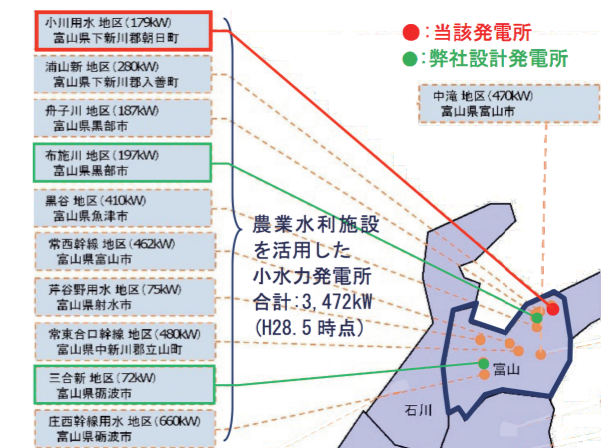 小川用水 地区(179kW)
富山県下新川郡朝日町
浦山新 地区(280kW)
富山県下新川郡入善町
舟子川 地区(187kW)
富山県黒部市
布施川 地区(197kW)
富山県黒部市
黒谷 地区(410kW)
富山県魚津市
常西幹線 地区(462kW)
富山県富山市
芹谷野用水 地区(75kW)
富山県射水市
常東合口幹線 地区(480kW)
富山県中新川郡立山町
三合新 地区(72kW)
富山県砺波市
庄西幹線用水 地区(660kW)
富山県砺波市
農業水利施設
を活用した
小水力発電所
合計:3,472kW
(H28.5時点)
●:当該発電所
●:弊社設計発電所
中滝 地区(470kW)
富山県富山市
富山
石川